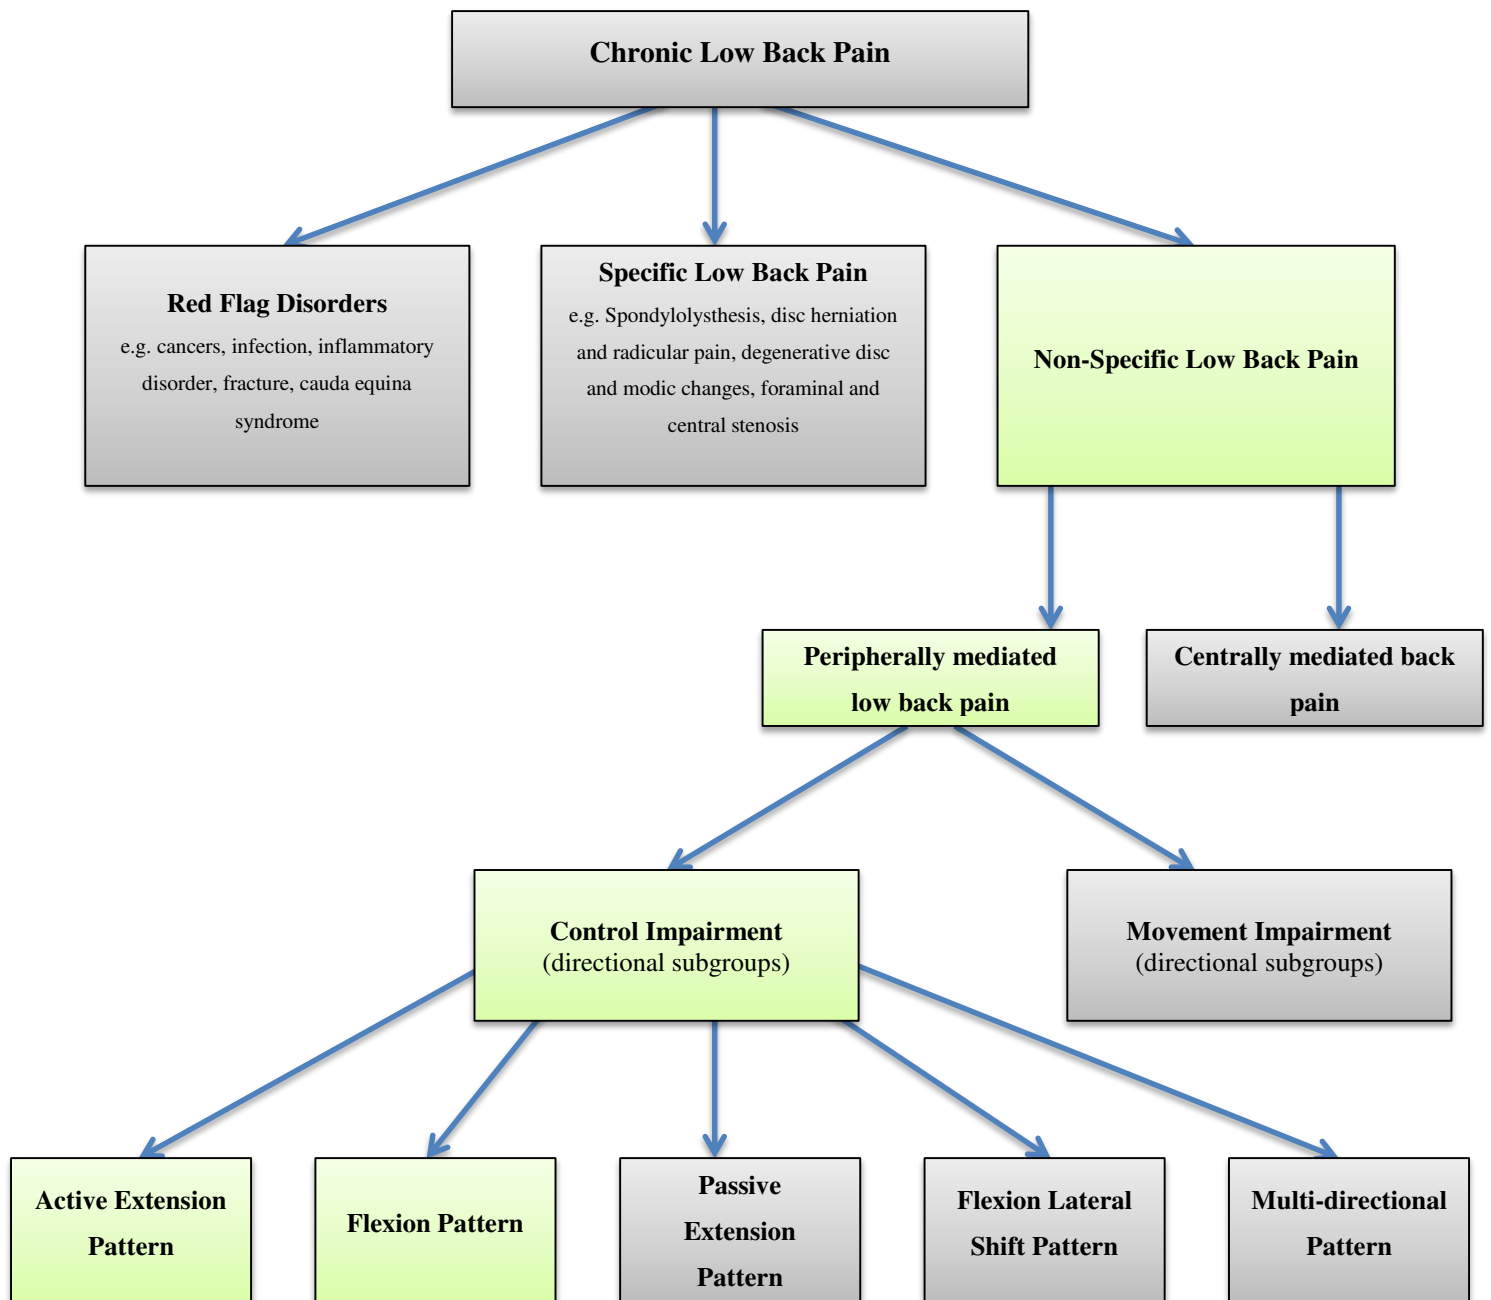 Chronic Low Back Pain
Red Flag Disorders
e.g. cancers, infection, inflammatory
disorder, fracture, cauda equina
syndrome
Specific Low Back Pain
e.g. Spondylolysthesis, disc herniation
and radicular pain, degenerative disc
and modic changes, foraminal and
central stenosis
Non-Specific Low Back Pain
Peripherally mediated
low back pain
Centrally mediated back
pain
Control Impairment
(directional subgroups)
Movement Impairment
(directional subgroups)
Active Extension
Pattern
Flexion Pattern
Passive
Extension
Pattern
Flexion Lateral
Shift Pattern
Multi-directional
Pattern